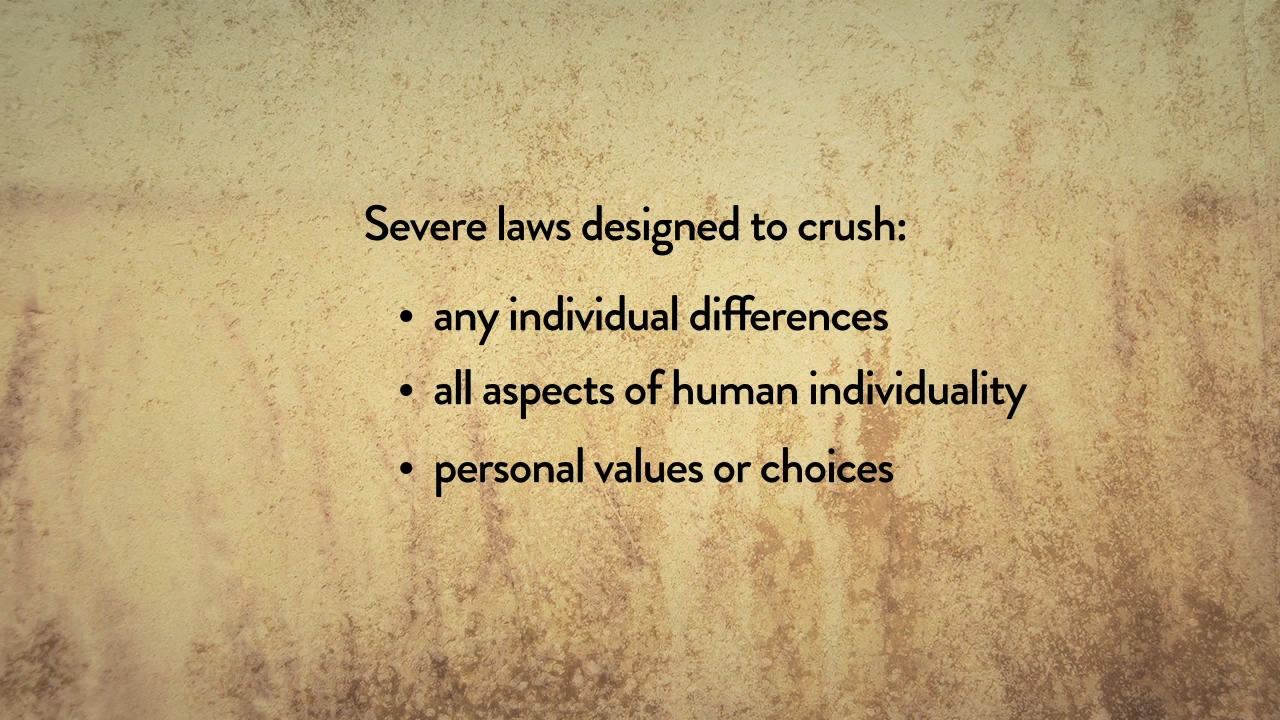 Severe laws designed to crush:
• any individual differences
• all aspects of human individuality
• personal values or choices